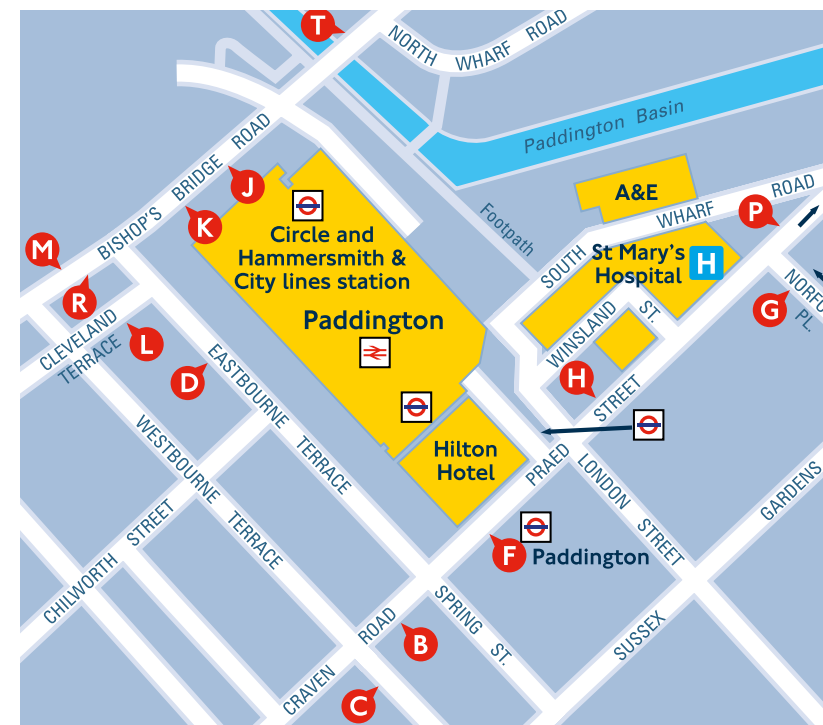 T
NORTH WHARF ROAD
Paddington Basin
BISHOP'S BRIDGE ROAD
J
K
A&E
P
SOUTH WHARF ROAD
Footpath
Circle and
Hammersmith &
City lines station
St Mary's
Hospital
H
M
R
Paddington
G
NORFO
PL.
CLEVELAND
TERRACE
L
WINSLAND
ST.
D
EASTBOURNE TERRACE
H
PRAED STREET
Hilton
Hotel
WESTBOURNE TERRACE
LONDON STREET
GARDENS
F
Paddington
CHILWORTH STREET
SPRING ST.
SUSSEX
B
CRAVEN ROAD
C